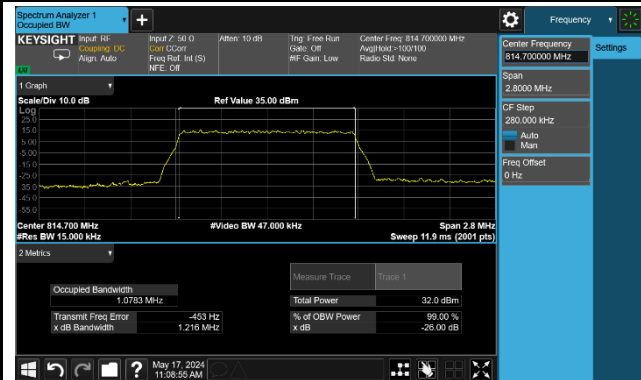 Spectrum Analyzer 1
Occupied BW
Frequency
KEYSIGHT Input: RF Input Z: 50 Ω Atten: 10 dB Trig: Free Run Center Freq: 814.700000 MHz
Coupling: DC Corr CCorr Gate: Off Avg|Hold:>100/100
Align: Auto Freq Ref: Int (S) #IF Gain: Low Radio Std: None
NFE: Off
Center Frequency
814.700000 MHz
Settings
Span
2.8000 MHz
CF Step
280.000 kHz
Auto
Man
Freq Offset
0 Hz
1 Graph
Scale/Div 10.0 dB Ref Value 35.00 dBm
Log
25.0
15.0
5.00
-5.00
-15.0
-25.0
-35.0
-45.0
-55.0
Center 814.700 MHz #Video BW 47.000 kHz Span 2.8 MHz
#Res BW 15.000 kHz Sweep 11.9 ms (2001 pts)
2 Metrics
Measure Trace Trace 1
Occupied Bandwidth
1.0783 MHz Total Power 32.0 dBm
Transmit Freq Error -453 Hz % of OBW Power 99.00 %
x dB Bandwidth 1.216 MHz x dB -26.00 dB
May 17, 2024
11:08:55 AM